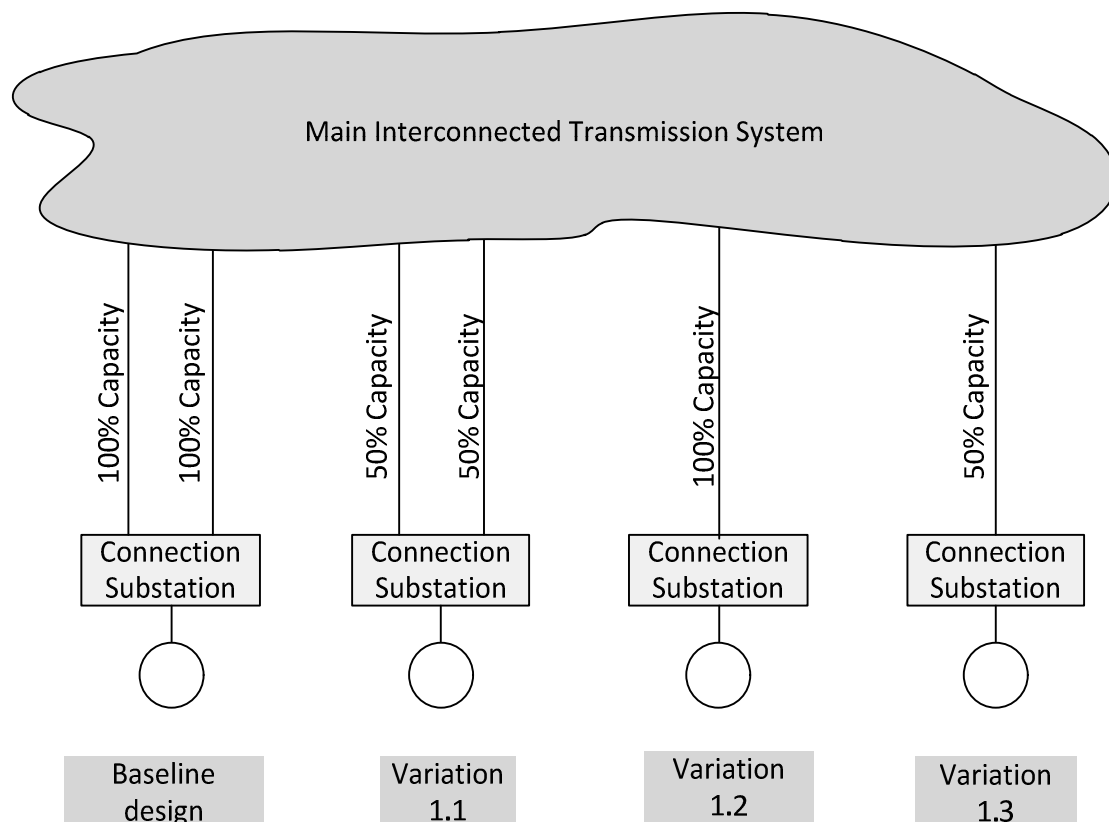 Main Interconnected Transmission System
100% Capacity
100% Capacity
50% Capacity
50% Capacity
100% Capacity
50% Capacity
Connection
Substation
Connection
Substation
Connection
Substation
Connection
Substation
Baseline
design
Variation
1.1
Variation
1.2
Variation
1.3